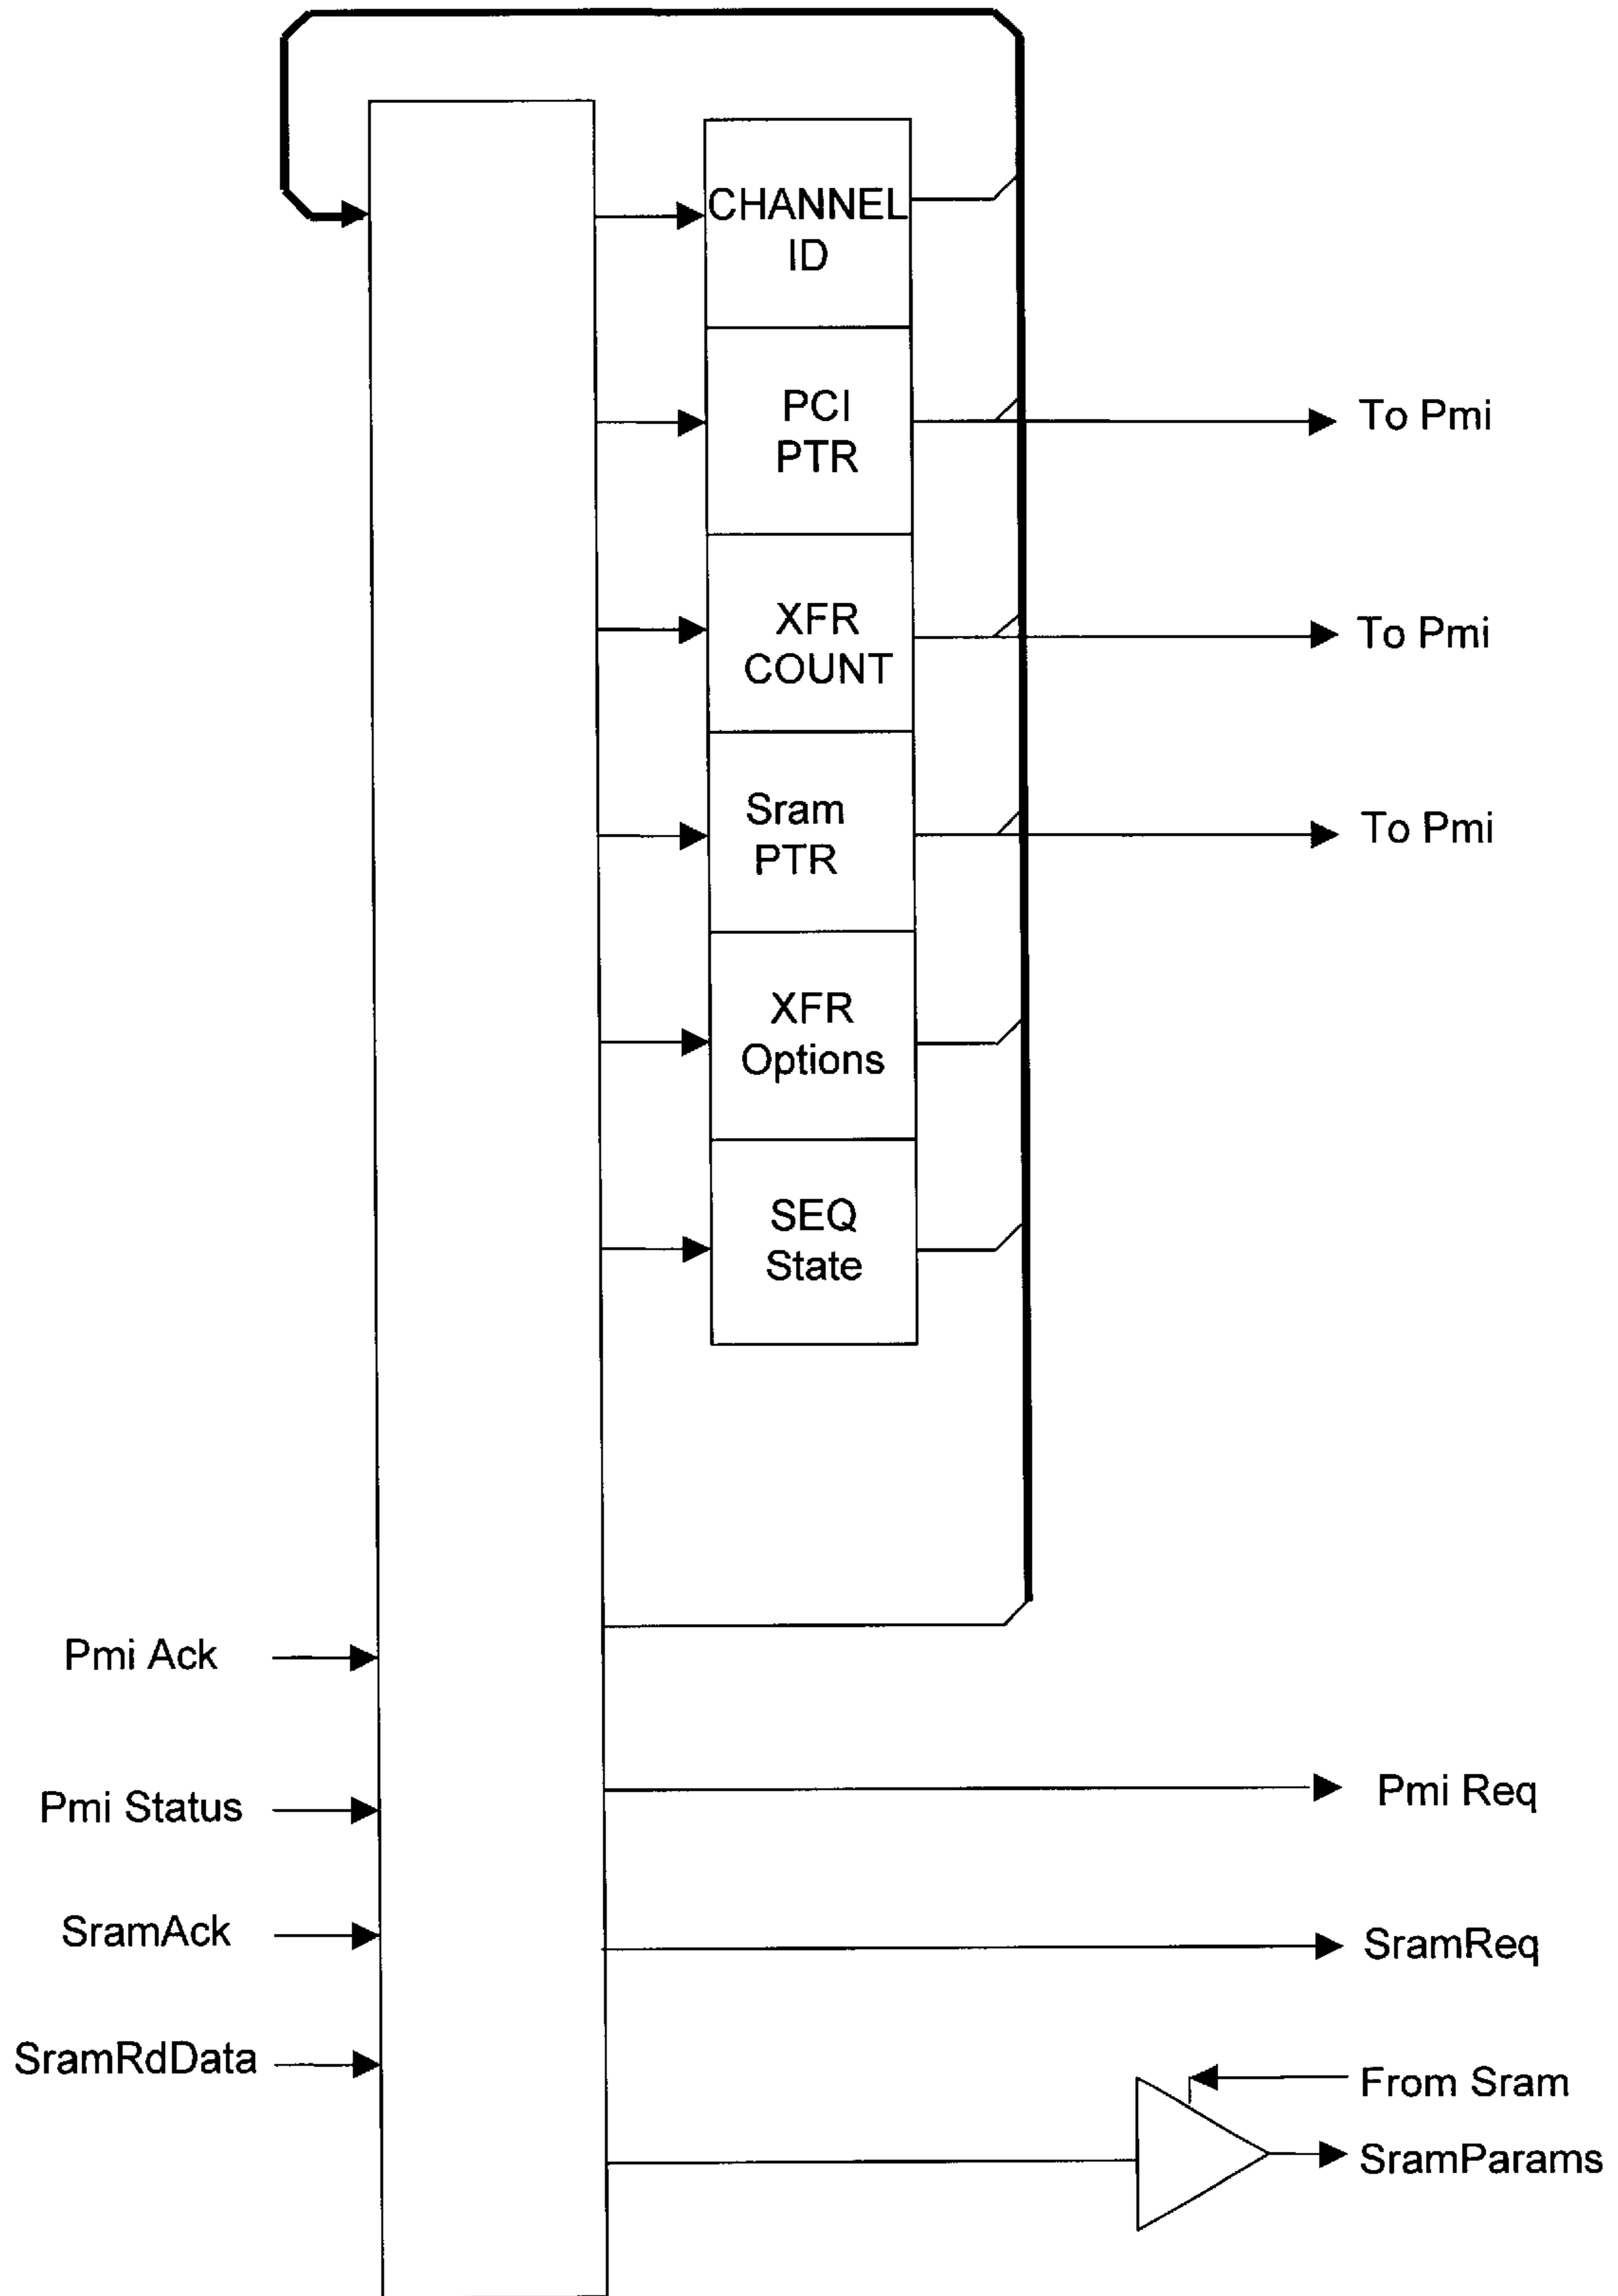 CHANNEL
ID
PCI
PTR
To Pmi
XFR
COUNT
To Pmi
Sram
PTR
To Pmi
XFR
Options
SEQ
State
Pmi Ack
Pmi Status
Pmi Req
SramAck
SramReq
SramRdData
From Sram
SramParams